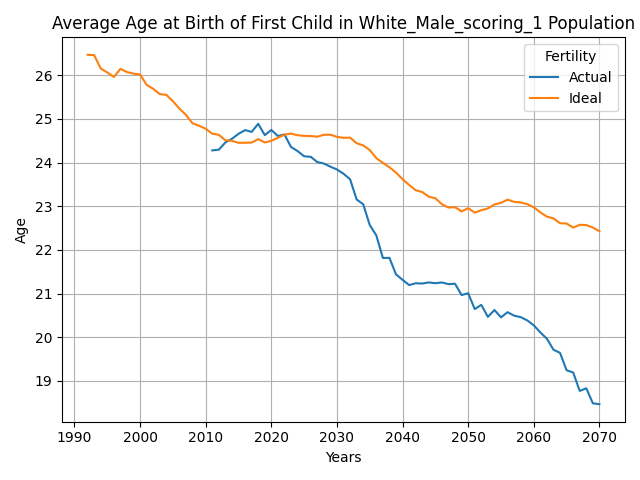 Average Age at Birth of First Child in White_Male_scoring_1 Population
Fertility
Actual
Ideal
Age
26
25
24
23
22
21
20
19
1990 2000 2010 2020 2030 2040 2050 2060 2070
Years